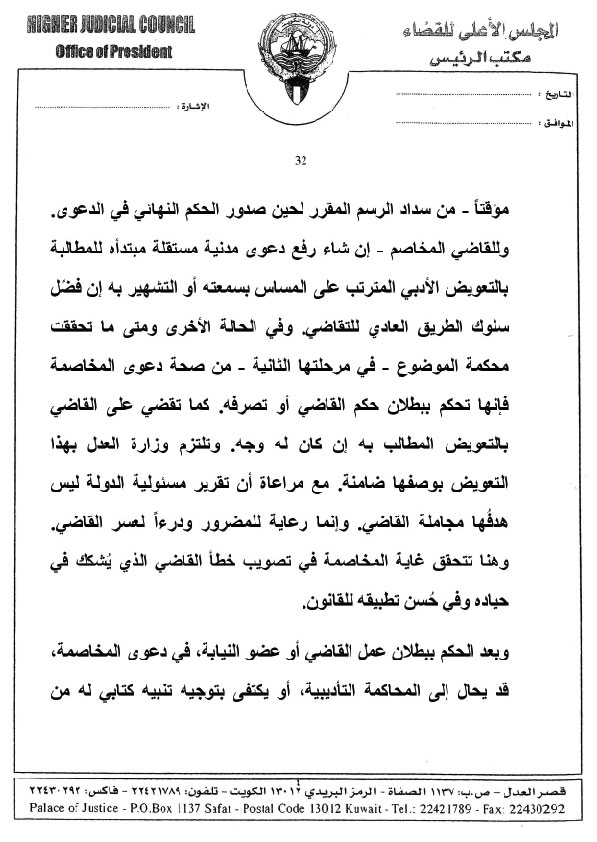 HIGHER JUDICIAL COUNCIL
Office of President
المجلس الأعلى للقضاء
مكتب الرئيس
التاريخ :
الموافق :
الإشارة :
32
مؤقتاً - من سداد الرسم المقرر لحين صدور الحكم النهائي في الدعوى.
وللقاضي المخاصم - إن شاء رفع دعوى مدنية مستقلة مبتدأه للمطالبة
بالتعويض الأدبي المترتب على المساس بسمعته أو التشهير به إن فضّل
سلوك الطريق العادي للتقاضي. وفي الحالة الأخرى ومتى ما تحققت
محكمة الموضوع - في مرحلتها الثانية - من صحة دعوى المخاصمة
فإنها تحكم ببطلان حكم القاضي أو تصرفه. كما تقضي على القاضي
بالتعويض المطالب به إن كان له وجه. وتلتزم وزارة العدل بهذا
التعويض بوصفها ضامنة. مع مراعاة أن تقرير مسئولية الدولة ليس
هدفُها مجاملة القاضي. وإنما رعاية للمضرور ودرءاً لعسر القاضي.
وهنا تتحقق غاية المخاصمة في تصويب خطأ القاضي الذي يُشكك في
حياده وفي حُسن تطبيقه للقانون.
وبعد الحكم ببطلان عمل القاضي أو عضو النيابة، في دعوى المخاصمة،
قد يحال إلى المحاكمة التأديبية، أو يكتفى بتوجيه تنبيه كتابي له من
قصر العدل - ص.ب: ١١٣٧ الصفاة - الرمز البريدي ١٣٠١٢ الكويت - تلفون: ٢٢٤٢١٧٨٩ - فاكس: ٢٢٤٣٠٢٩٢
Palace of Justice - P.O.Box 1137 Safat - Postal Code 13012 Kuwait - Tel.: 22421789 - Fax: 22430292